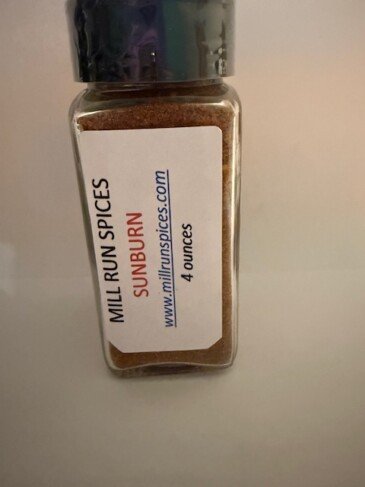 MILL RUN SPICES
SUNBURN
www.millrunspices.com
4 ounces